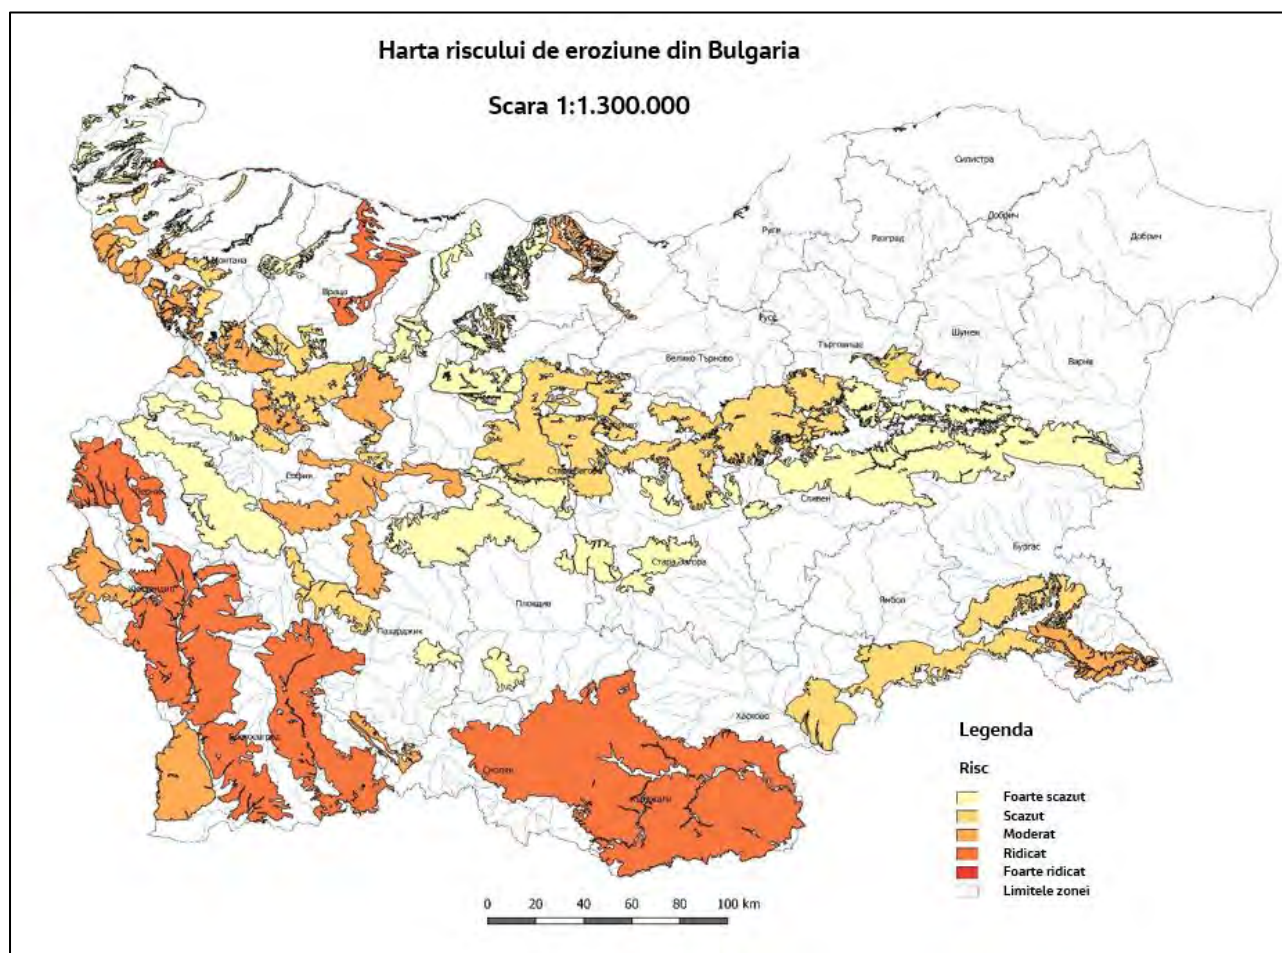 Harta riscului de eroziune din Bulgaria
Scara 1:1.300.000
Силистра
Добрич
Добрич
Разград
Русе
Монтана
Враца
Шумен
Търговище
Варна
Велико Търново
София
Сливен
Бургас
Стара Загора
Ямбол
Пловдив
Пазарджик
Хасково
Смолян
Кърджали
Legenda
Risc
Foarte scazut
Scazut
Moderat
Ridicat
Foarte ridicat
Limitele zonei
0 20 40 60 80 100 km